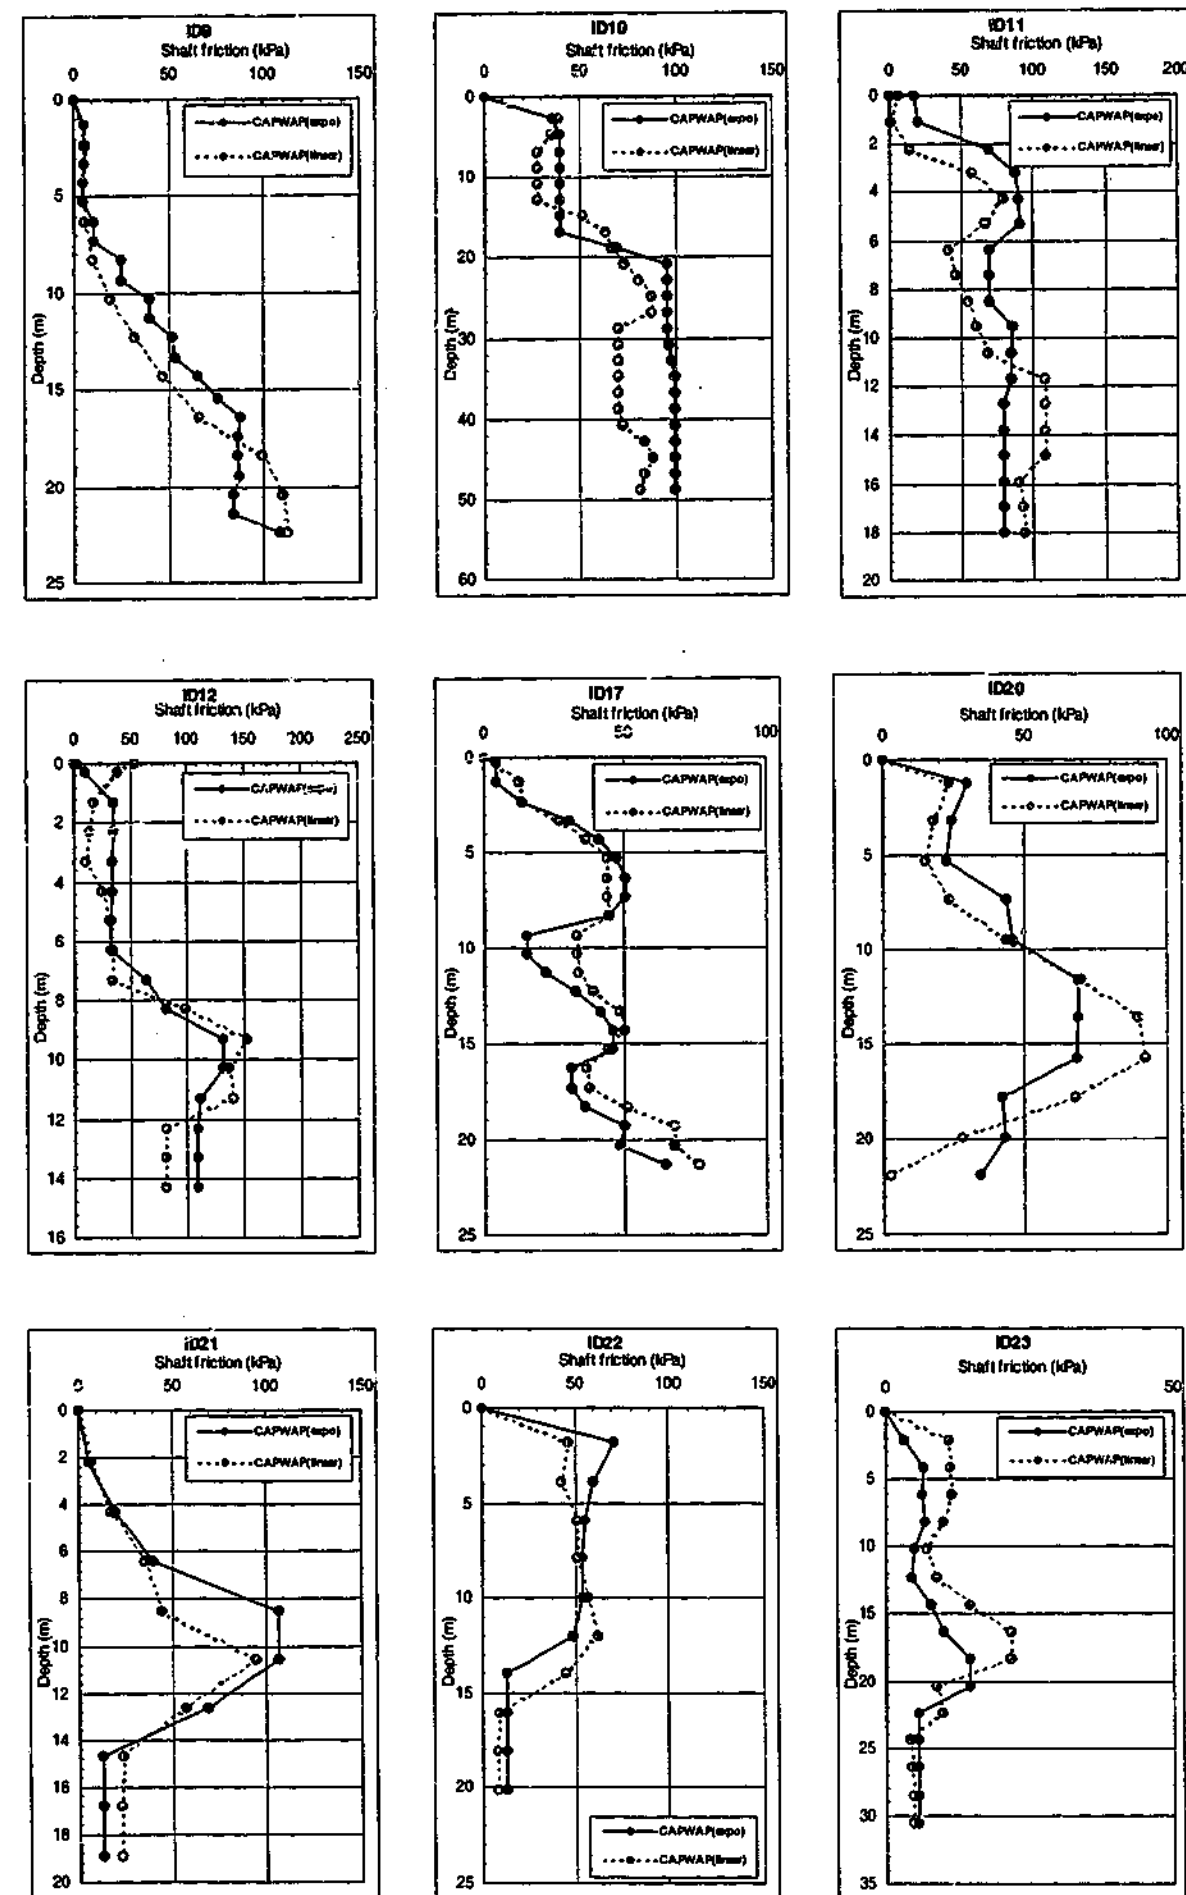 ID9
Shaft friction (kPa)
0 50 100 150
CAPWAP(expo)
CAPWAP(linear)
Depth (m)
0
5
10
15
20
25
ID10
Shaft friction (kPa)
0 50 100 150
CAPWAP(expo)
CAPWAP(linear)
Depth (m)
0
10
20
30
40
50
60
ID11
Shaft friction (kPa)
0 50 100 150 200
CAPWAP(expo)
CAPWAP(linear)
Depth (m)
0
2
4
6
8
10
12
14
16
18
20
ID12
Shaft friction (kPa)
0 50 100 150 200 250
CAPWAP(expo)
CAPWAP(linear)
Depth (m)
0
2
4
6
8
10
12
14
16
ID17
Shaft friction (kPa)
0 50 100
CAPWAP(expo)
CAPWAP(linear)
Depth (m)
0
5
10
15
20
25
ID20
Shaft friction (kPa)
0 50 100
CAPWAP(expo)
CAPWAP(linear)
Depth (m)
0
5
10
15
20
25
ID21
Shaft friction (kPa)
0 50 100 150
CAPWAP(expo)
CAPWAP(linear)
Depth (m)
0
2
4
6
8
10
12
14
16
18
20
ID22
Shaft friction (kPa)
0 50 100 150
Depth (m)
0
5
10
15
20
25
CAPWAP(expo)
CAPWAP(linear)
ID23
Shaft friction (kPa)
0 50
CAPWAP(expo)
CAPWAP(linear)
Depth (m)
0
5
10
15
20
25
30
35